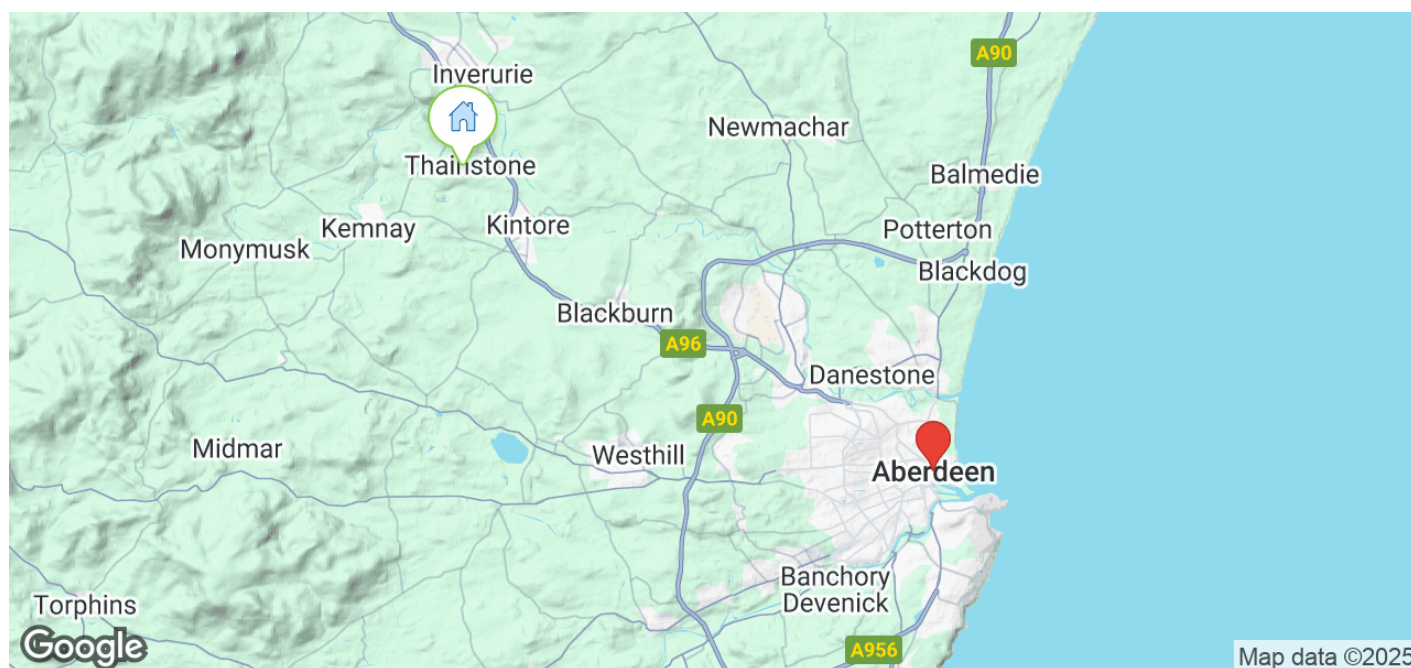 A90
Inverurie
Newmachar
Thainstone
Balmedie
Kemnay
Kintore
Potterton
Monymusk
Blackdog
Blackburn
A96
Danestone
A90
Midmar
Westhill
Aberdeen
Banchory
Devenick
Torphins
Google
A956
Map data ©2025